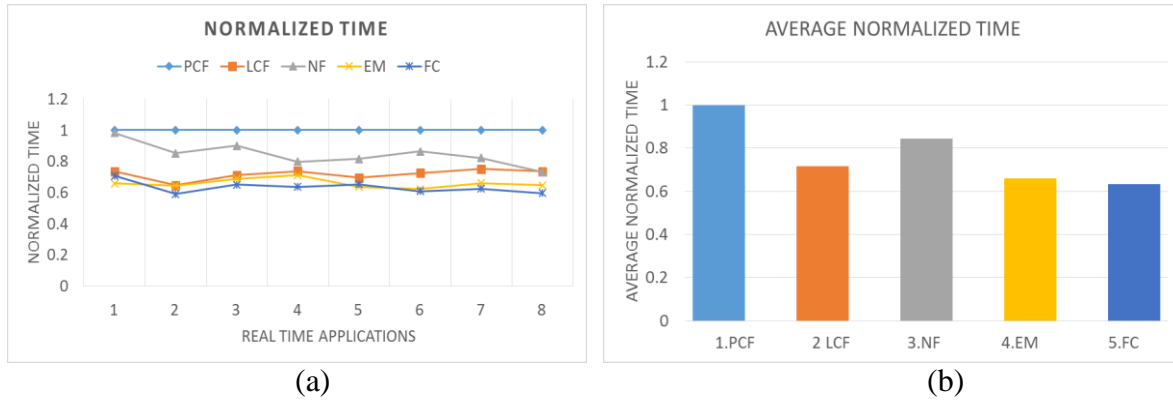 NORMALIZED TIME
PCF LCF NF EM FC
NORMALIZED TIME
1.2
1
0.8
0.6
0.4
0.2
0
1 2 3 4 5 6 7 8
REAL TIME APPLICATIONS
(a)
AVERAGE NORMALIZED TIME
AVERAGE NORMALIZED TIME
1.2
1
0.8
0.6
0.4
0.2
0
1.PCF 2 LCF 3.NF 4.EM 5.FC
(b)